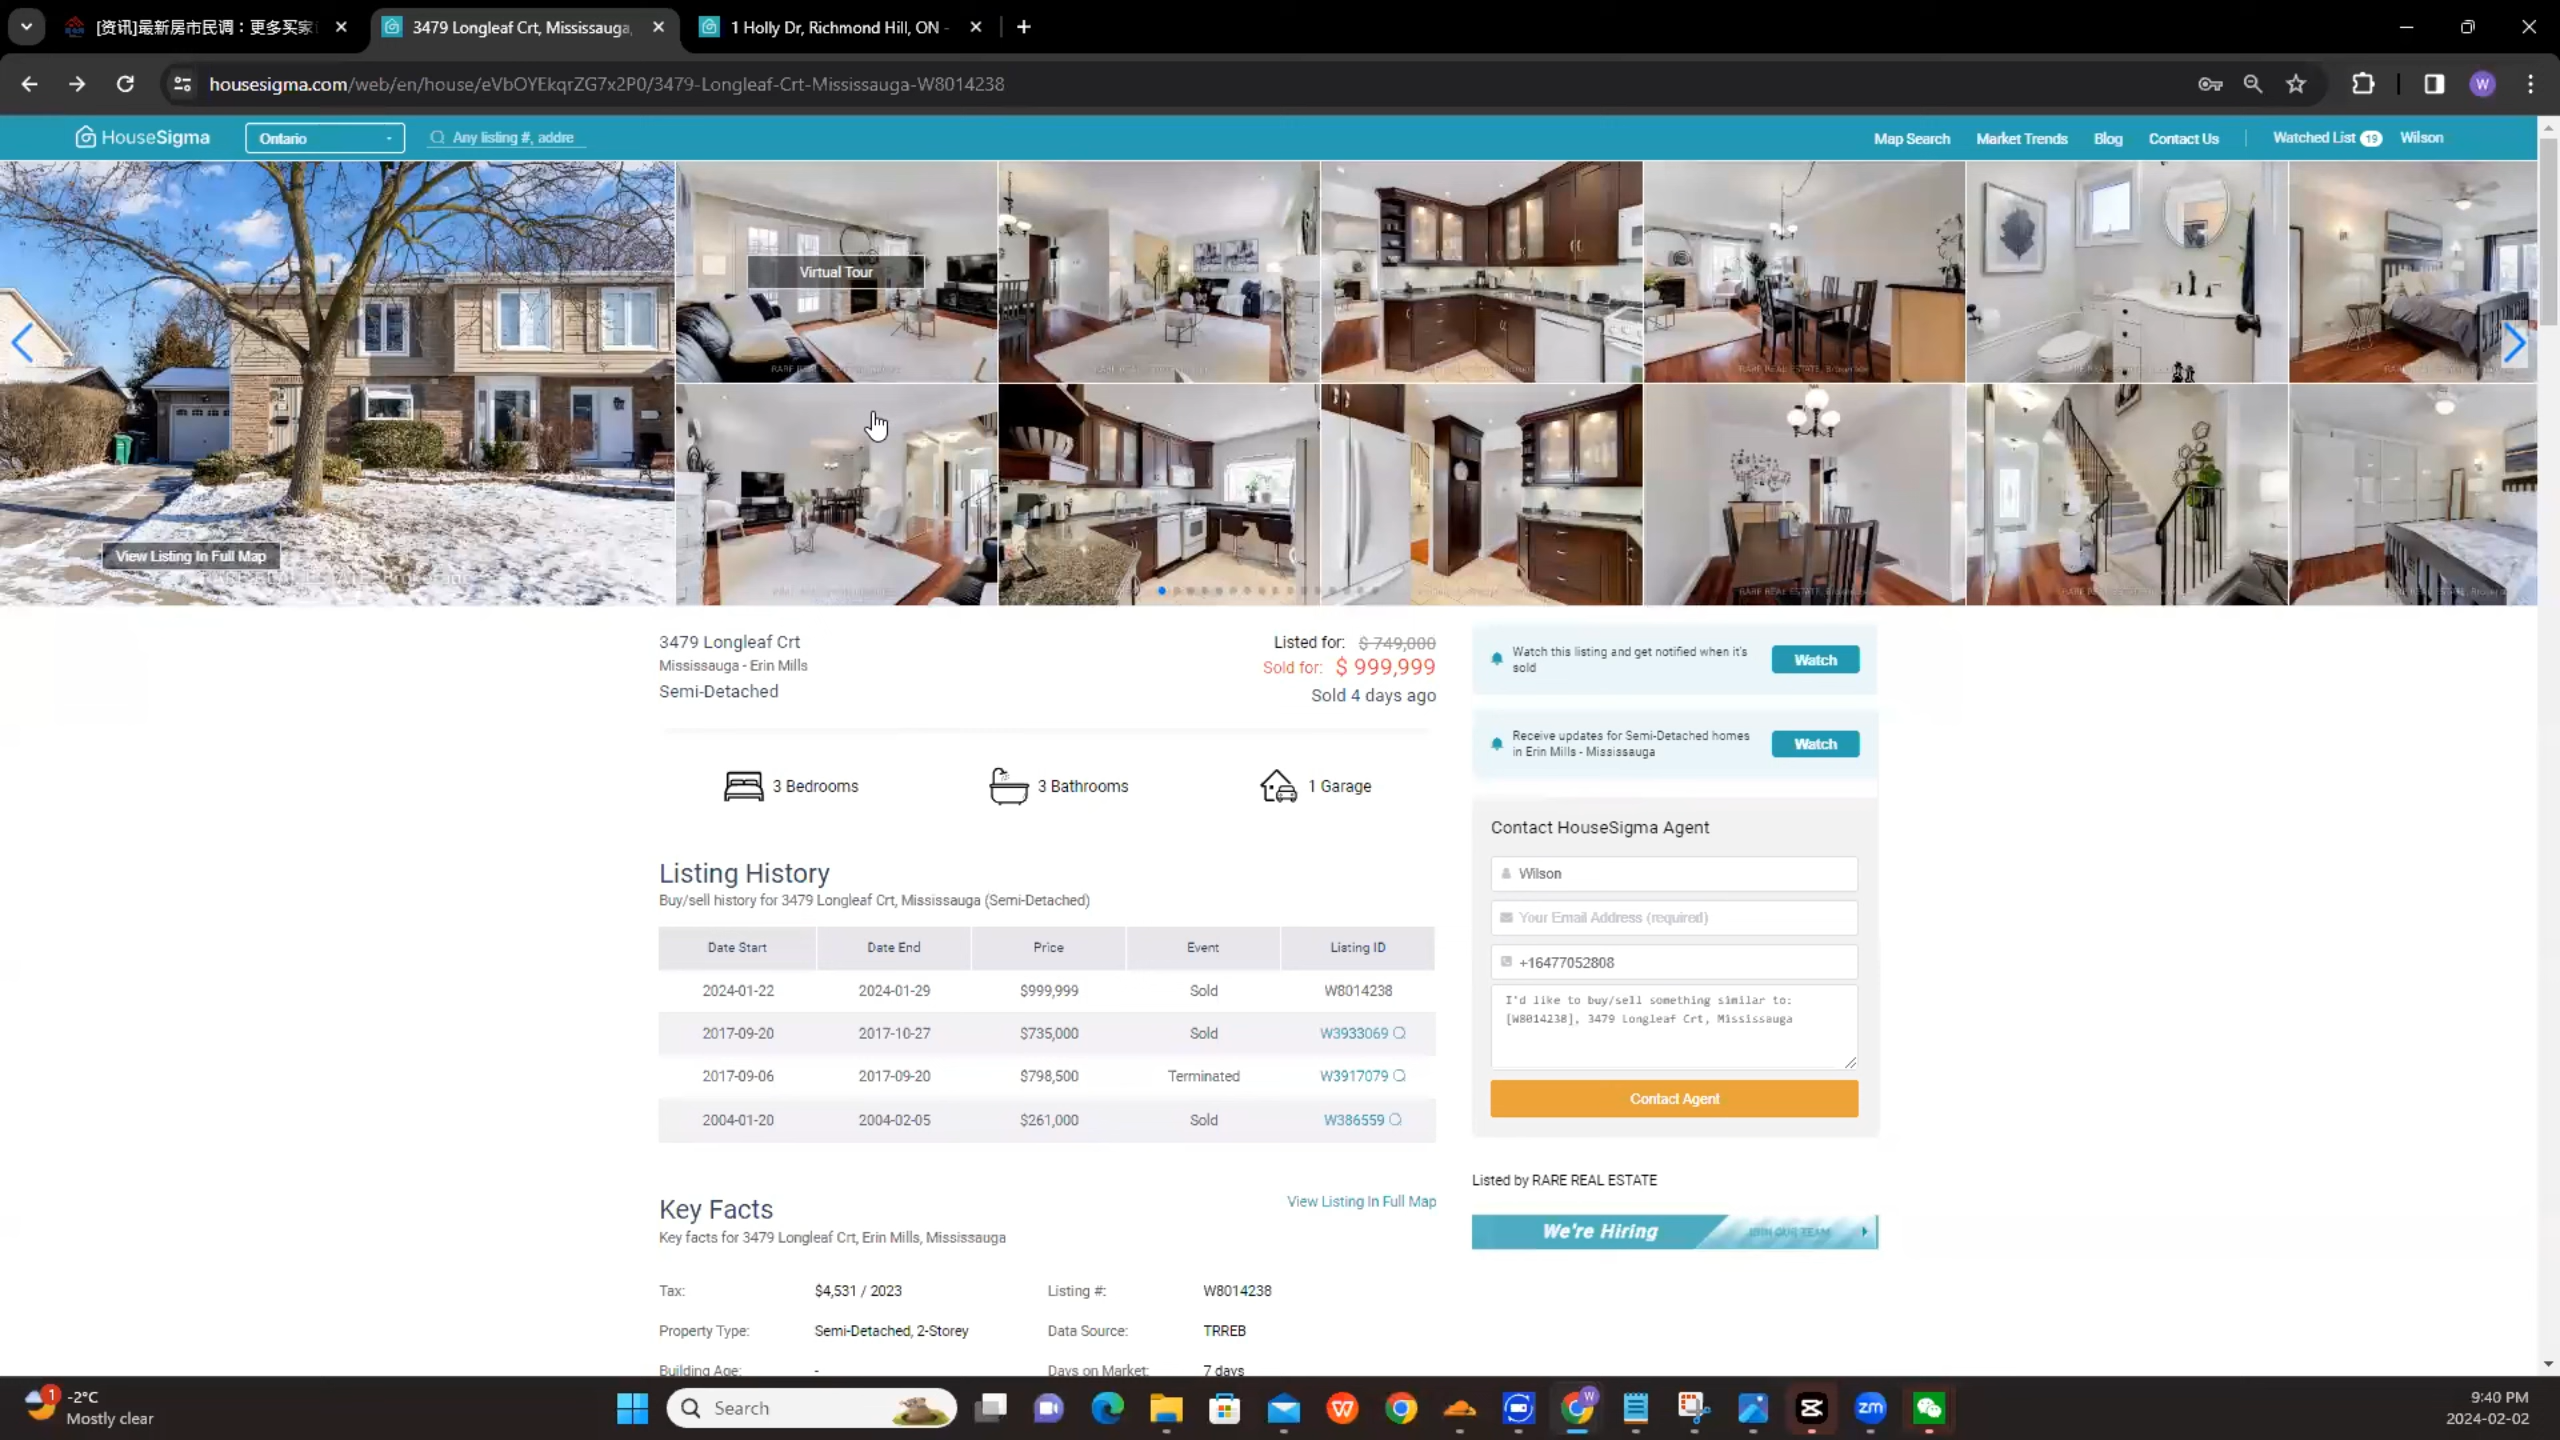 [资讯]最新房市民调：更多买家
3479 Longleaf Crt, Mississauga,
1 Holly Dr, Richmond Hill, ON -
housesigma.com/web/en/house/eVbOYEkqrZG7x2P0/3479-Longleaf-Crt-Mississauga-W8014238
W
HouseSigma
Ontario
Any listing #, addre
Map Search
Market Trends
Blog
Contact Us
Watched List 19
Wilson
Virtual Tour
View Listing In Full Map
RARE REAL ESTATE, Brokerage
3479 Longleaf Crt
Mississauga - Erin Mills
Semi-Detached
Listed for: $ 749,000
Sold for: $ 999,999
Sold 4 days ago
3 Bedrooms
3 Bathrooms
1 Garage
Watch this listing and get notified when it's
sold
Watch
Receive updates for Semi-Detached homes
in Erin Mills - Mississauga
Watch
Contact HouseSigma Agent
Wilson
Your Email Address (required)
+16477052808
I'd like to buy/sell something similar to:
[W8014238], 3479 Longleaf Crt, Mississauga
Contact Agent
Listed by RARE REAL ESTATE
We're Hiring
JOIN OUR TEAM
Listing History
Buy/sell history for 3479 Longleaf Crt, Mississauga (Semi-Detached)
Date Start Date End Price Event Listing ID
2024-01-22 2024-01-29 $999,999 Sold W8014238
2017-09-20 2017-10-27 $735,000 Sold W3933069
2017-09-06 2017-09-20 $798,500 Terminated W3917079
2004-01-20 2004-02-05 $261,000 Sold W386559
Key Facts
View Listing In Full Map
Key facts for 3479 Longleaf Crt, Erin Mills, Mississauga
Tax: $4,531 / 2023 Listing #: W8014238
Property Type: Semi-Detached, 2-Storey Data Source: TRREB
Building Age: - Days on Market: 7 days
1
-2°C
Mostly clear
Search
zm
9:40 PM
2024-02-02